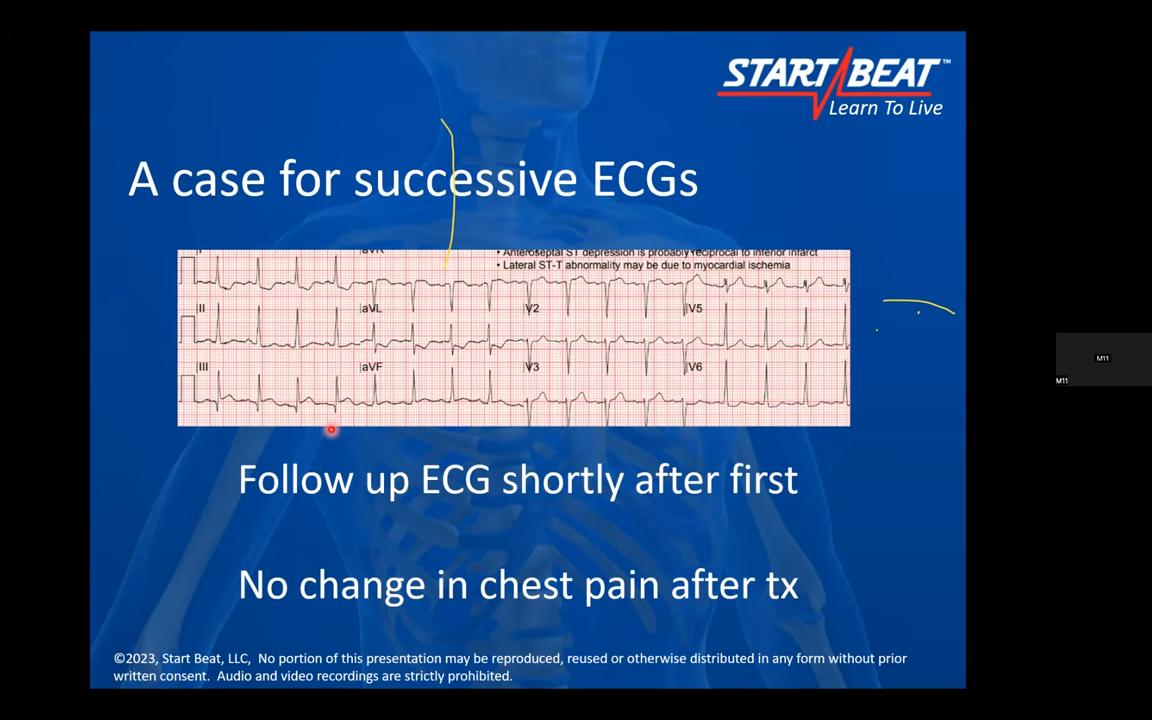 START BEAT™
Learn To Live
A case for successive ECGs
I aVR • Anteroseptal ST depression is probably reciprocal to inferior infarct
• Lateral ST-T abnormality may be due to myocardial ischemia
II aVL V2 V5
III aVF V3 V6
M11
M11
Follow up ECG shortly after first
No change in chest pain after tx
©2023, Start Beat, LLC, No portion of this presentation may be reproduced, reused or otherwise distributed in any form without prior
written consent. Audio and video recordings are strictly prohibited.